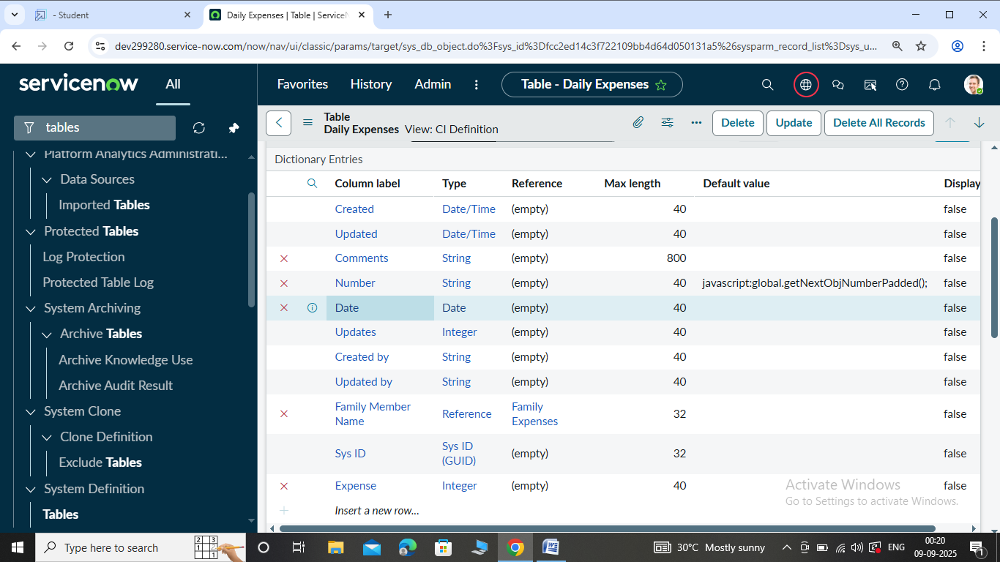 - Student
Daily Expenses | Table | ServiceN
dev299280.service-now.com/now/nav/ui/classic/params/target/sys_db_object.do%3Fsys_id%3Dfcc2ed14c3f722109bb4d64d050131a5%26sysparm_record_list%3Dsys_u...
servicenow All Favorites History Admin Table - Daily Expenses
tables
Platform Analytics Administrati...
Data Sources
Imported Tables
Protected Tables
Log Protection
Protected Table Log
System Archiving
Archive Tables
Archive Knowledge Use
Archive Audit Result
System Clone
Clone Definition
Exclude Tables
System Definition
Tables
Table
Daily Expenses View: CI Definition
Delete Update Delete All Records
Dictionary Entries
Column label Type Reference Max length Default value Display
Created Date/Time (empty) 40 false
Updated Date/Time (empty) 40 false
Comments String (empty) 800 false
Number String (empty) 40 javascript:global.getNextObjNumberPadded(); false
Date Date (empty) 40 false
Updates Integer (empty) 40 false
Created by String (empty) 40 false
Updated by String (empty) 40 false
Family Member Name Reference Family Expenses 32 false
Sys ID Sys ID (GUID) (empty) 32 false
Expense Integer (empty) 40 false
Insert a new row...
Activate Windows
Go to Settings to activate Windows.
Type here to search
30°C Mostly sunny
ENG
00:20
09-09-2025
1